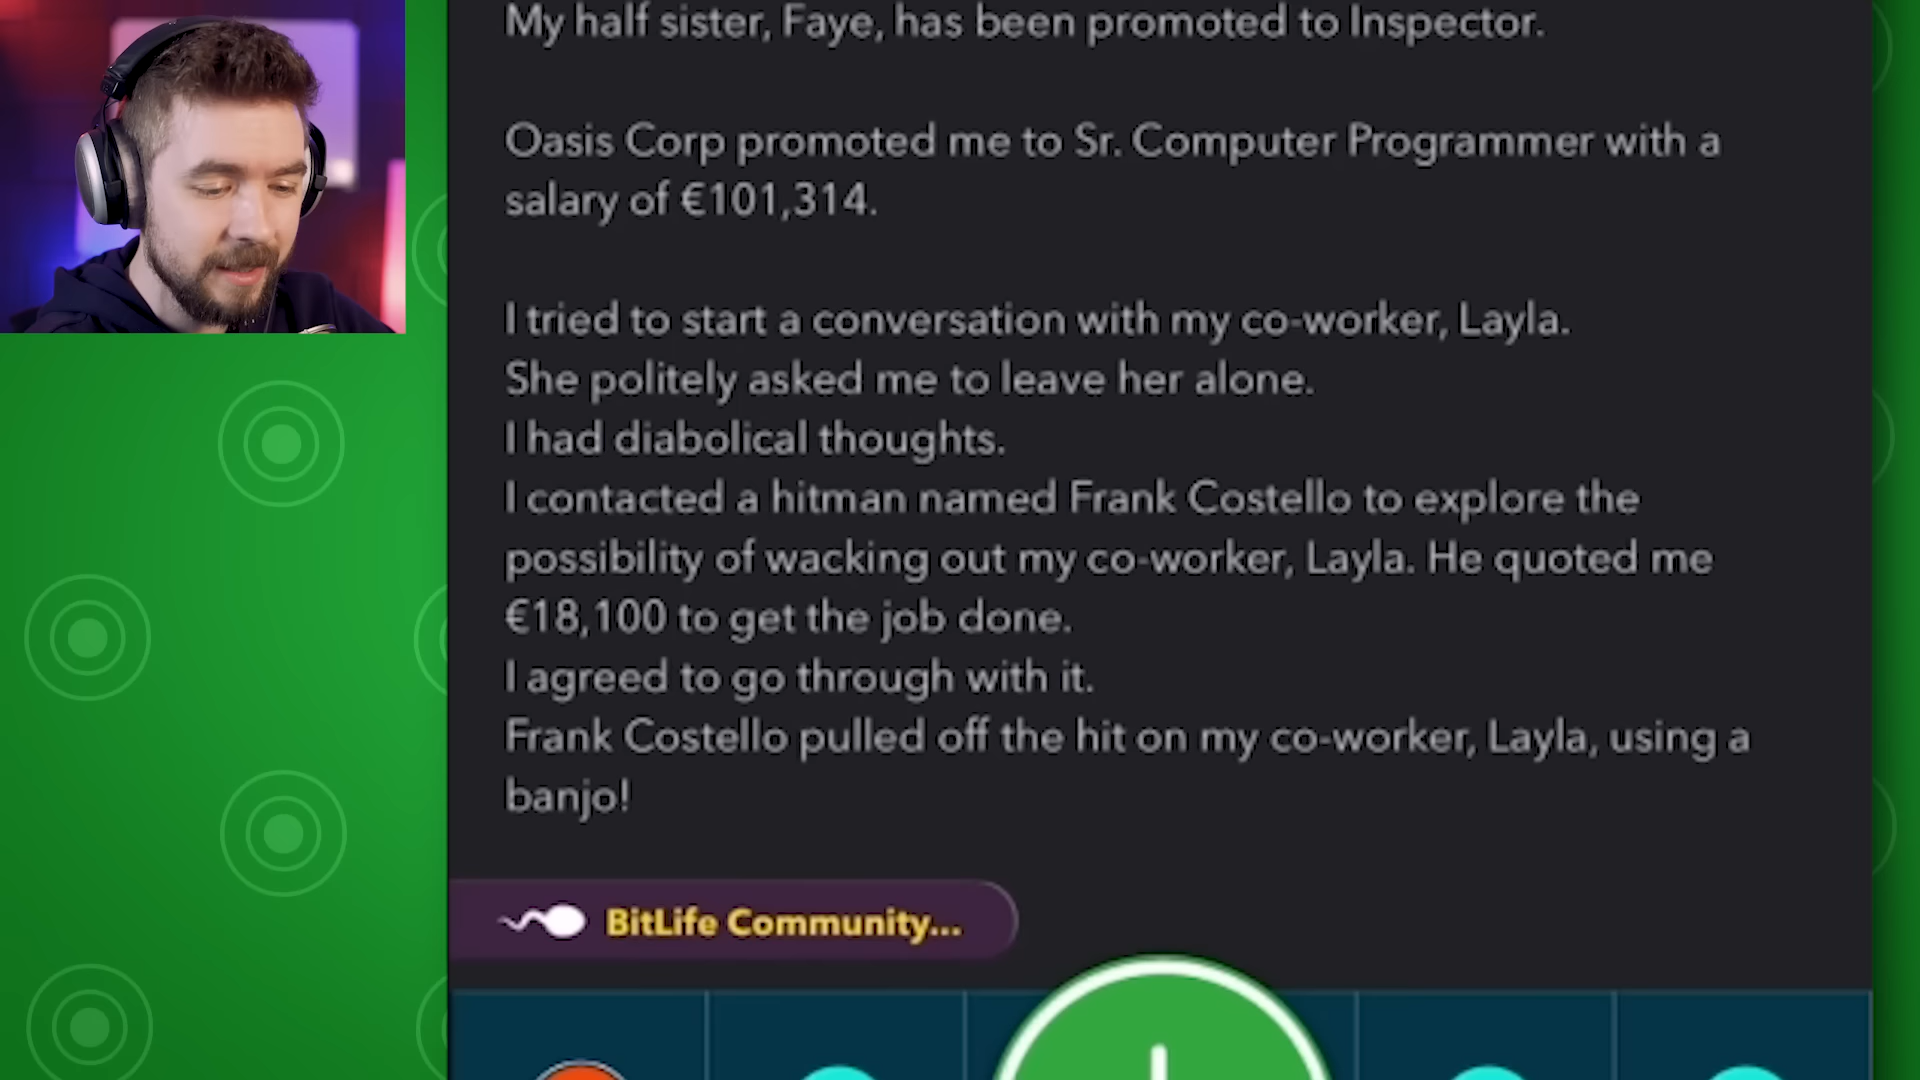 My half sister, Faye, has been promoted to Inspector.
Oasis Corp promoted me to Sr. Computer Programmer with a
salary of €101,314.
I tried to start a conversation with my co-worker, Layla.
She politely asked me to leave her alone.
I had diabolical thoughts.
I contacted a hitman named Frank Costello to explore the
possibility of wacking out my co-worker, Layla. He quoted me
€18,100 to get the job done.
I agreed to go through with it.
Frank Costello pulled off the hit on my co-worker, Layla, using a
banjo!
BitLife Community...